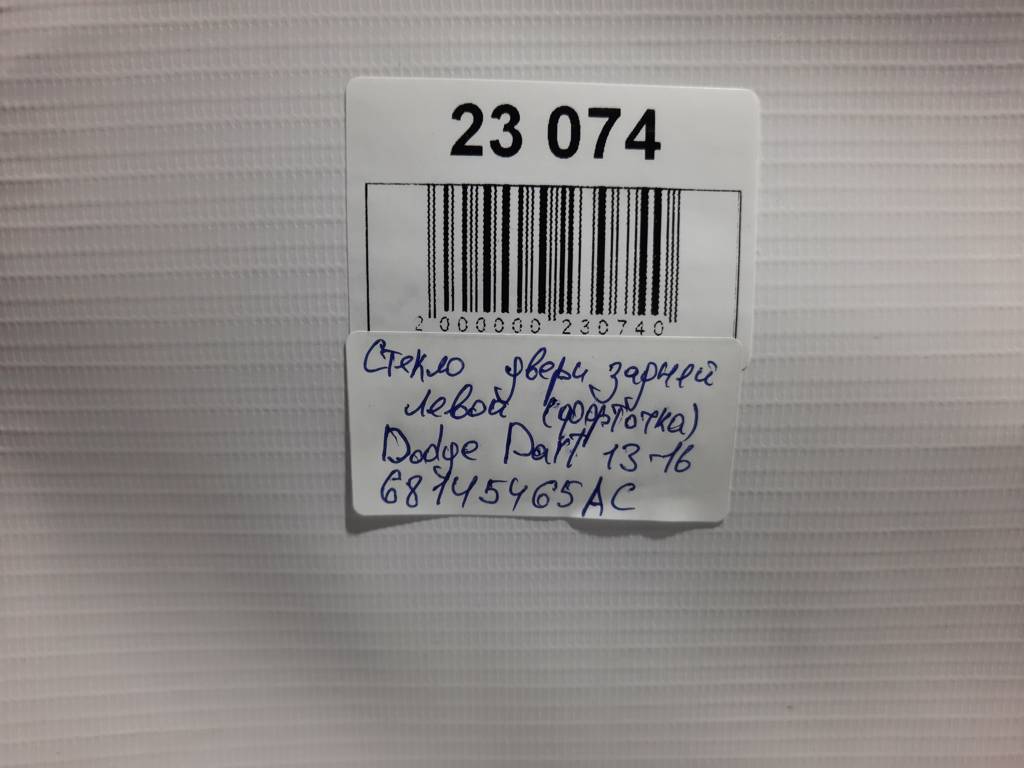 23 074
2 000000 230740
Стекло двери задней
левой (форточка)
Dodge Dart 13-16
68145465AC